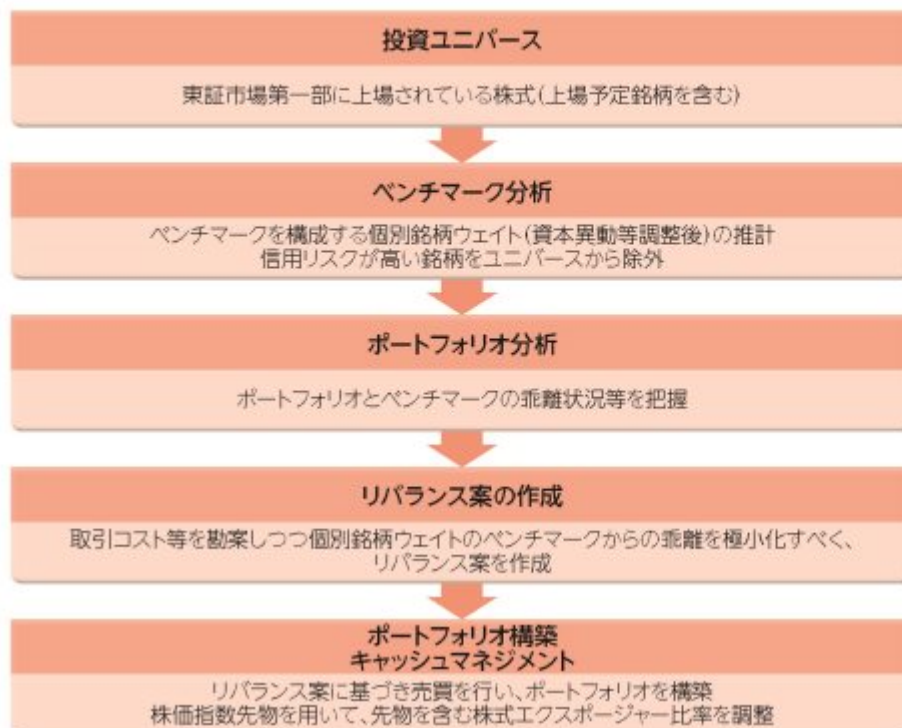 投資ユニバース
東証市場第一部に上場されている株式(上場予定銘柄を含む)
ベンチマーク分析
ベンチマークを構成する個別銘柄ウェイト(資本異動等調整後)の推計
信用リスクが高い銘柄をユニバースから除外
ポートフォリオ分析
ポートフォリオとベンチマークの乖離状況等を把握
リバランス案の作成
取引コスト等を勘案しつつ個別銘柄ウェイトのベンチマークからの乖離を極小化すべく、
リバランス案を作成
ポートフォリオ構築
キャッシュマネジメント
リバランス案に基づき売買を行い、ポートフォリオを構築
株価指数先物を用いて、先物を含む株式エクスポージャー比率を調整